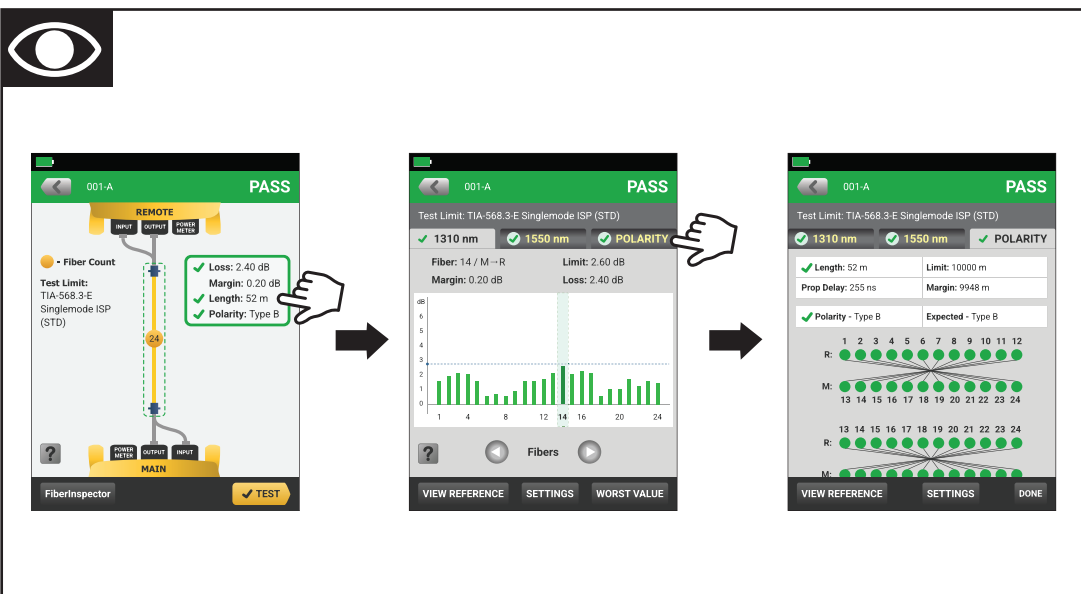 001-A
PASS
REMOTE
INPUT
OUTPUT
POWER
METER
- Fiber Count
Test Limit:
TIA-568.3-E
Singlemode ISP
(STD)
Loss: 2.40 dB
Margin: 0.20 dB
Length: 52 m
Polarity: Type B
24
?
POWER
METER
OUTPUT
INPUT
MAIN
FiberInspector
TEST
001-A
PASS
Test Limit: TIA-568.3-E Singlemode ISP (STD)
1310 nm
1550 nm
POLARITY
Fiber: 14 / M→R
Limit: 2.60 dB
Margin: 0.20 dB
Loss: 2.40 dB
dB
6
5
4
3
2
1
0
1 4 8 12 14 16 20 24
?
Fibers
VIEW REFERENCE
SETTINGS
WORST VALUE
001-A
PASS
Test Limit: TIA-568.3-E Singlemode ISP (STD)
1310 nm
1550 nm
POLARITY
Length: 52 m
Limit: 10000 m
Prop Delay: 255 ns
Margin: 9948 m
Polarity - Type B
Expected - Type B
1 2 3 4 5 6 7 8 9 10 11 12
R:
M:
13 14 15 16 17 18 19 20 21 22 23 24
13 14 15 16 17 18 19 20 21 22 23 24
R:
M:
VIEW REFERENCE
SETTINGS
DONE